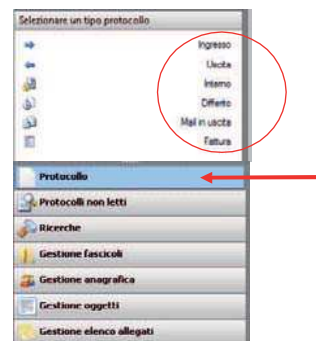 Selezionare un tipo protocollo
Ingresso
Uscita
Interno
Differito
Mail in uscita
Fattura
Protocollo
Protocolli non letti
Ricerche
Gestione fascicoli
Gestione anagrafica
Gestione oggetti
Gestione elenco allegati